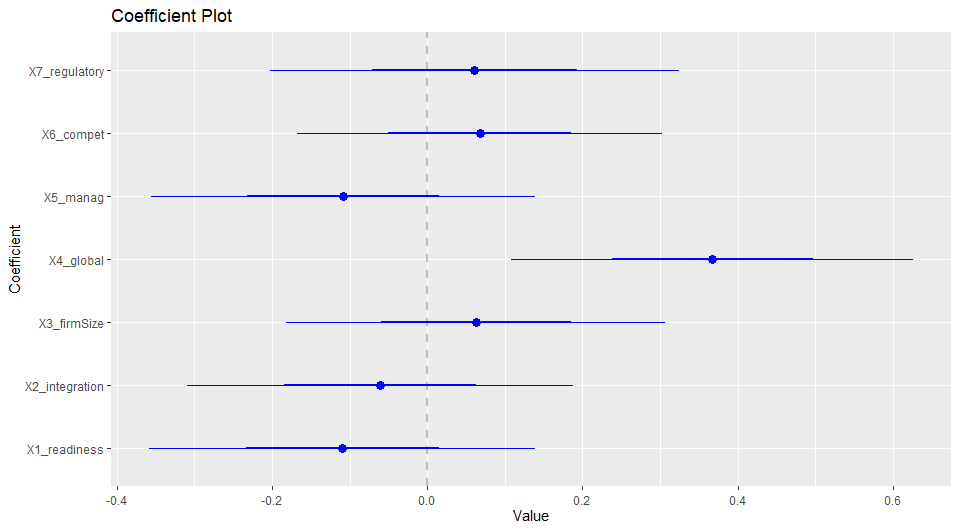 Coefficient Plot
Coefficient
X7_regulatory
X6_compet
X5_manag
X4_global
X3_firmSize
X2_integration
X1_readiness
-0.4 -0.2 0.0 0.2 0.4 0.6
Value